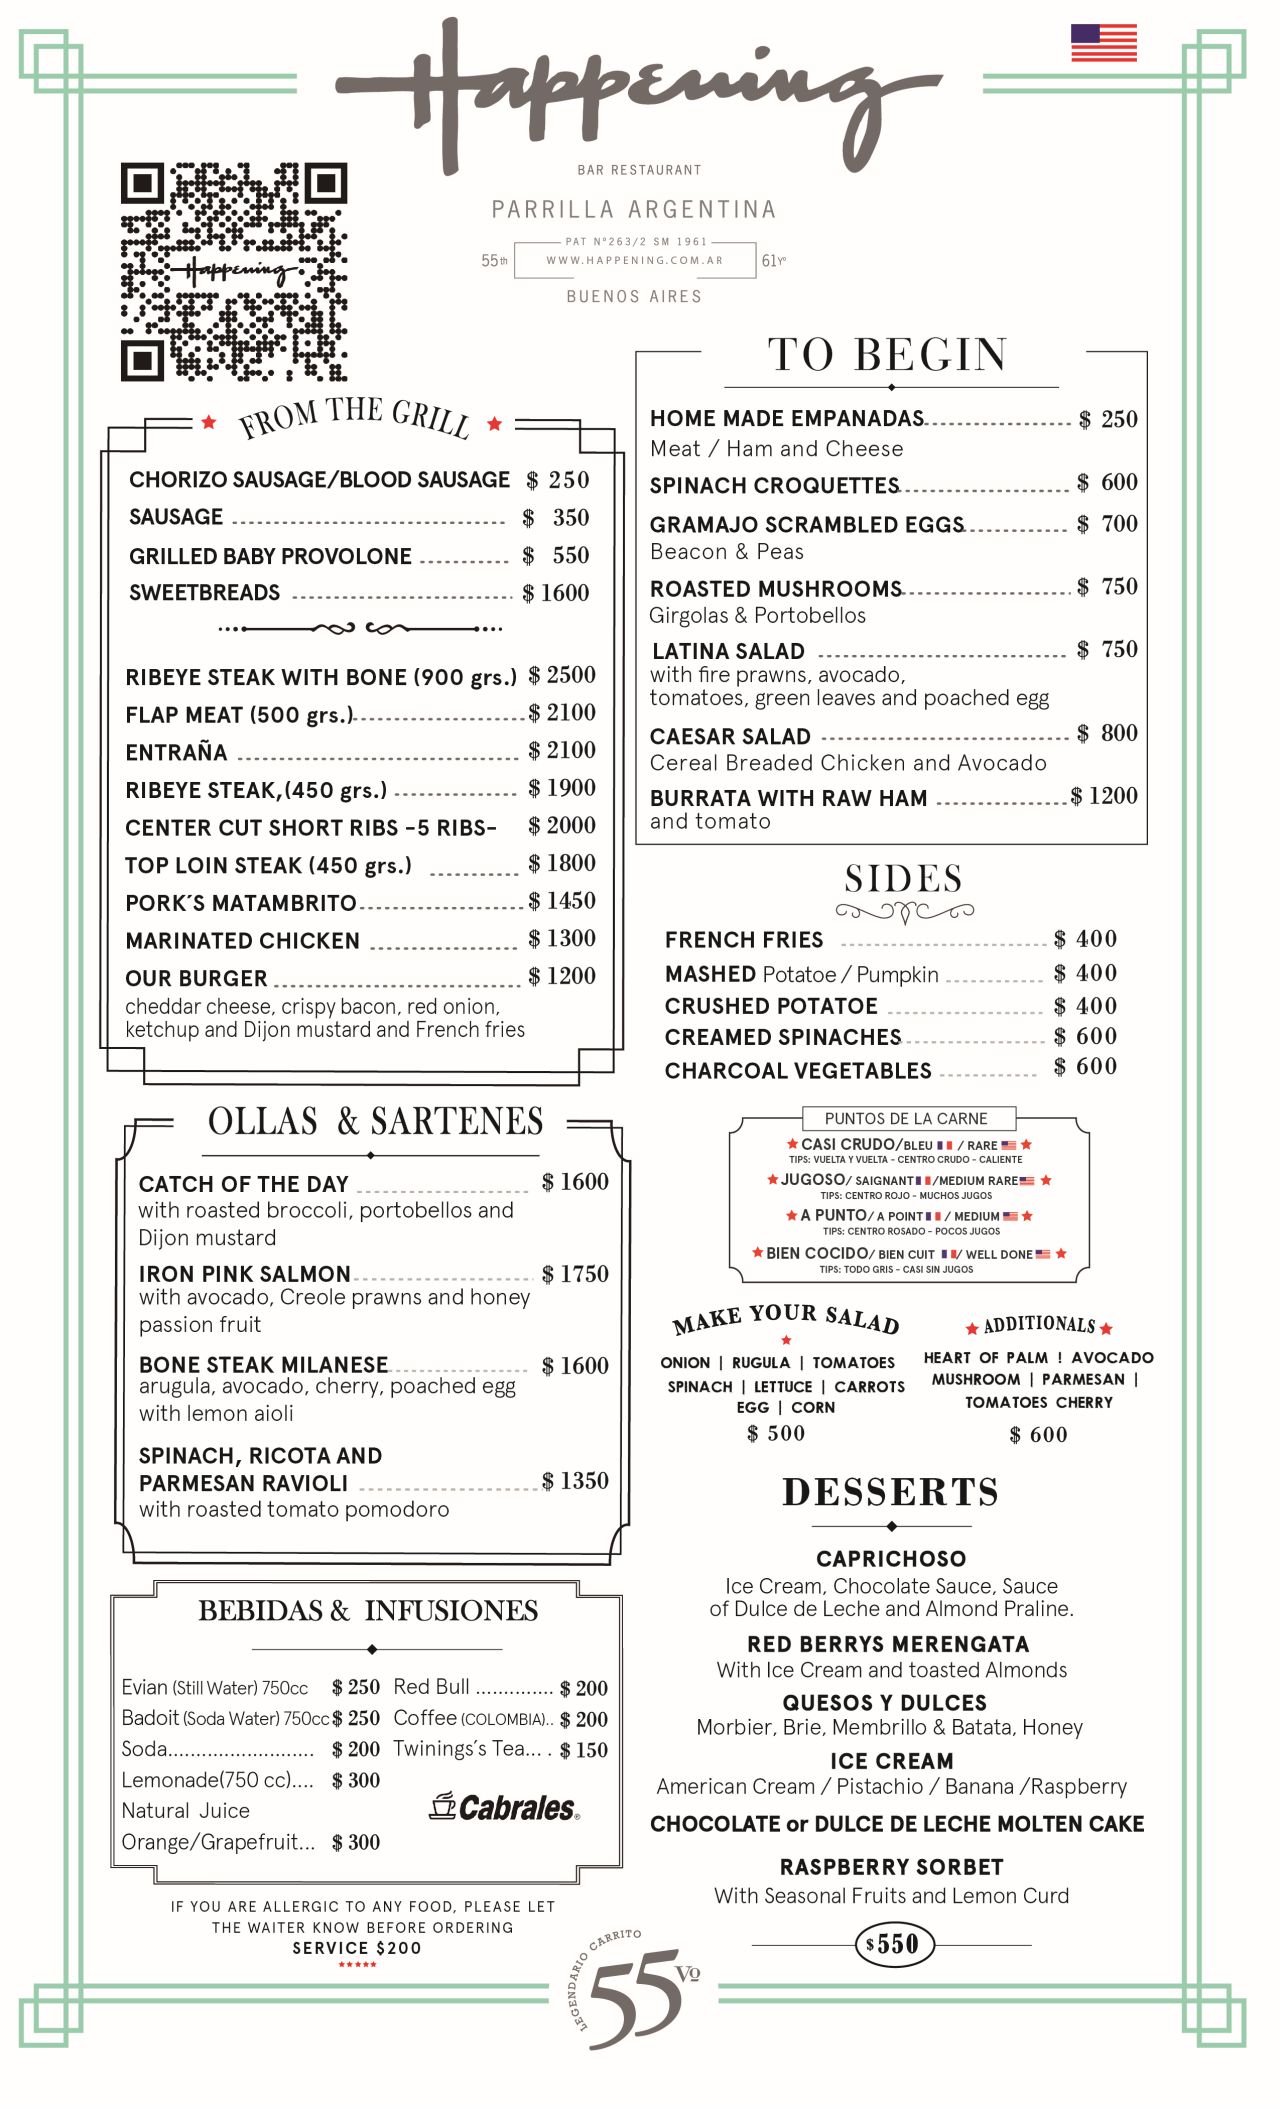 Happening
BAR RESTAURANT
PARRILLA ARGENTINA
PAT N°263/2 SM 1961
55th WWW.HAPPENING.COM.AR 61Yº
BUENOS AIRES
Happening
FROM THE GRILL
CHORIZO SAUSAGE/BLOOD SAUSAGE $ 250
SAUSAGE $ 350
GRILLED BABY PROVOLONE $ 550
SWEETBREADS $ 1600
RIBEYE STEAK WITH BONE (900 grs.) $ 2500
FLAP MEAT (500 grs.) $ 2100
ENTRAÑA $ 2100
RIBEYE STEAK,(450 grs.) $ 1900
CENTER CUT SHORT RIBS -5 RIBS- $ 2000
TOP LOIN STEAK (450 grs.) $ 1800
PORK´S MATAMBRITO $ 1450
MARINATED CHICKEN $ 1300
OUR BURGER $ 1200
cheddar cheese, crispy bacon, red onion,
ketchup and Dijon mustard and French fries
OLLAS & SARTENES
CATCH OF THE DAY $ 1600
with roasted broccoli, portobellos and
Dijon mustard
IRON PINK SALMON $ 1750
with avocado, Creole prawns and honey
passion fruit
BONE STEAK MILANESE $ 1600
arugula, avocado, cherry, poached egg
with lemon aioli
SPINACH, RICOTA AND
PARMESAN RAVIOLI $ 1350
with roasted tomato pomodoro
BEBIDAS & INFUSIONES
Evian (Still Water) 750cc $ 250
Badoit (Soda Water) 750cc $ 250
Soda.......................... $ 200
Lemonade(750 cc).... $ 300
Natural Juice
Orange/Grapefruit... $ 300
Red Bull .............. $ 200
Coffee (COLOMBIA).. $ 200
Twinings´s Tea... . $ 150
Cabrales®
IF YOU ARE ALLERGIC TO ANY FOOD, PLEASE LET
THE WAITER KNOW BEFORE ORDERING
SERVICE $200
TO BEGIN
HOME MADE EMPANADAS $ 250
Meat / Ham and Cheese
SPINACH CROQUETTES $ 600
GRAMAJO SCRAMBLED EGGS $ 700
Beacon & Peas
ROASTED MUSHROOMS $ 750
Girgolas & Portobellos
LATINA SALAD $ 750
with fire prawns, avocado,
tomatoes, green leaves and poached egg
CAESAR SALAD $ 800
Cereal Breaded Chicken and Avocado
BURRATA WITH RAW HAM $ 1200
and tomato
SIDES
FRENCH FRIES $ 400
MASHED Potatoe / Pumpkin $ 400
CRUSHED POTATOE $ 400
CREAMED SPINACHES $ 600
CHARCOAL VEGETABLES $ 600
PUNTOS DE LA CARNE
CASI CRUDO/BLEU / RARE
TIPS: VUELTA Y VUELTA - CENTRO CRUDO - CALIENTE
JUGOSO/ SAIGNANT /MEDIUM RARE
TIPS: CENTRO ROJO - MUCHOS JUGOS
A PUNTO/ A POINT / MEDIUM
TIPS: CENTRO ROSADO - POCOS JUGOS
BIEN COCIDO/ BIEN CUIT / WELL DONE
TIPS: TODO GRIS - CASI SIN JUGOS
MAKE YOUR SALAD
ONION | RUGULA | TOMATOES
SPINACH | LETTUCE | CARROTS
EGG | CORN
$ 500
ADDITIONALS
HEART OF PALM ! AVOCADO
MUSHROOM | PARMESAN |
TOMATOES CHERRY
$ 600
DESSERTS
CAPRICHOSO
Ice Cream, Chocolate Sauce, Sauce
of Dulce de Leche and Almond Praline.
RED BERRYS MERENGATA
With Ice Cream and toasted Almonds
QUESOS Y DULCES
Morbier, Brie, Membrillo & Batata, Honey
ICE CREAM
American Cream / Pistachio / Banana /Raspberry
CHOCOLATE or DULCE DE LECHE MOLTEN CAKE
RASPBERRY SORBET
With Seasonal Fruits and Lemon Curd
$550
LEGENDARIO CARRITO
55Vº